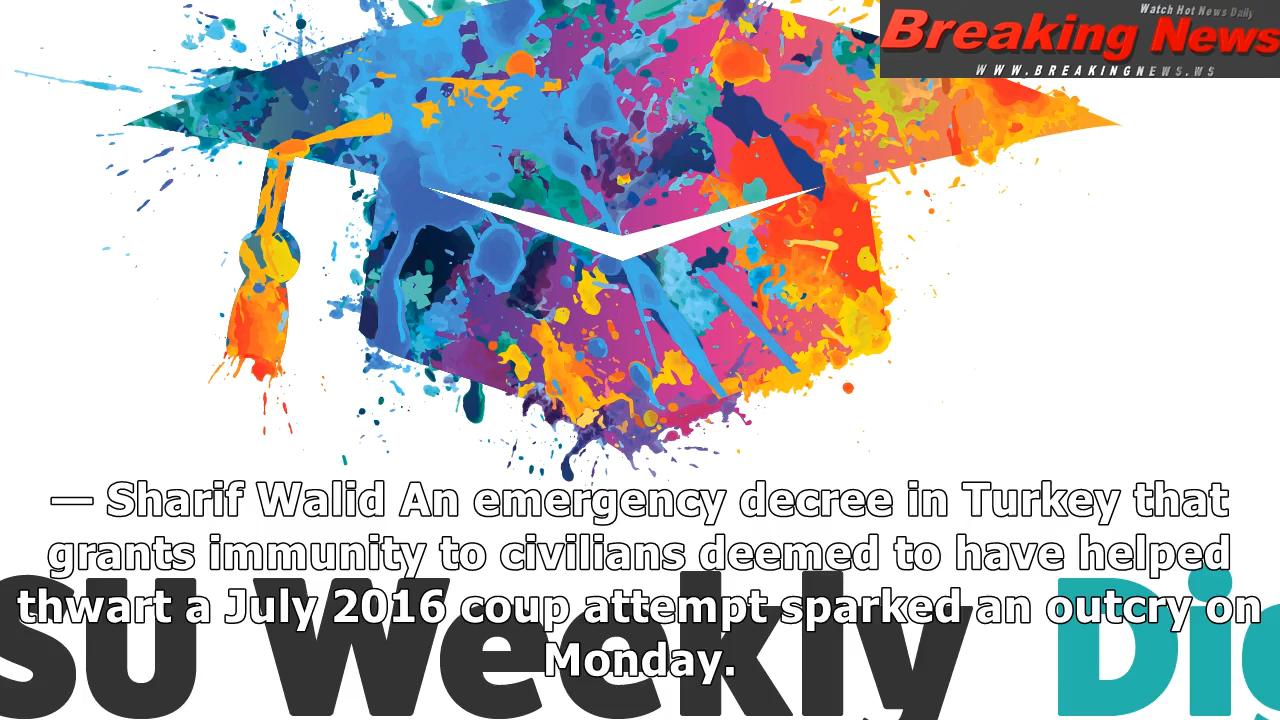 Watch Hot News Daily
Breaking News
WWW.BREAKINGNEWS.WS
— Sharif Walid An emergency decree in Turkey that
grants immunity to civilians deemed to have helped
thwart a July 2016 coup attempt sparked an outcry on
Monday.
SU Weekly Dig